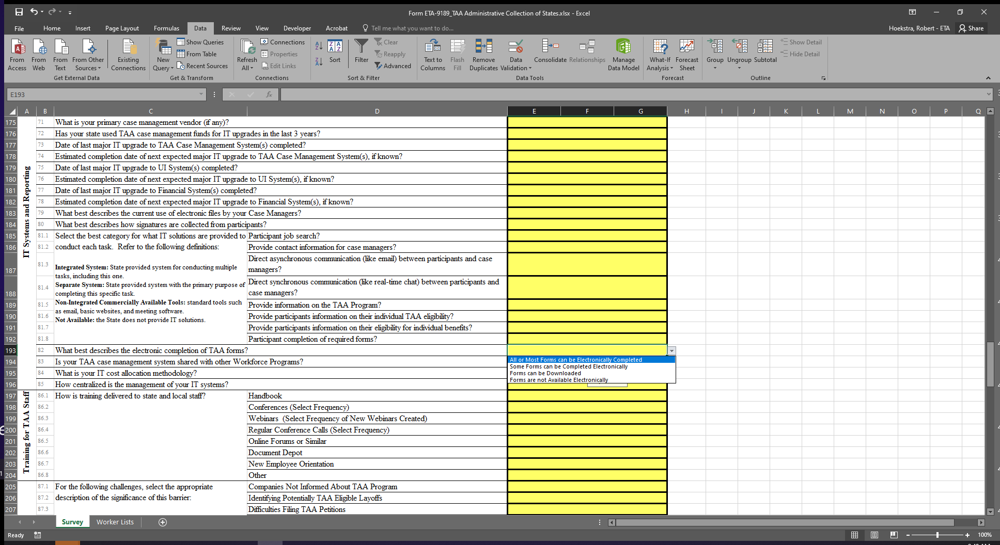 Form ETA-9189_TAA Administrative Collection of States.xlsx - Excel
File Home Insert Page Layout Formulas Data Review View Developer Acrobat Tell me what you want to do... Hoekstra, Robert - ETA Share
From Access
From Web
From Text
From Other Sources
Existing Connections
Get External Data
New Query
Show Queries
From Table
Recent Sources
Get & Transform
Refresh All
Connections
Properties
Edit Links
Connections
Sort
Filter
Clear
Reapply
Advanced
Sort & Filter
Text to Columns
Flash Fill
Remove Duplicates
Data Validation
Consolidate
Relationships
Manage Data Model
Data Tools
What-If Analysis
Forecast Sheet
Forecast
Group
Ungroup
Subtotal
Show Detail
Hide Detail
Outline
E193 fx
A B C D E F G H I J K L M N O P Q
IT Systems and Reporting
175 71 What is your primary case management vendor (if any)?
176 72 Has your state used TAA case management funds for IT upgrades in the last 3 years?
177 73 Date of last major IT upgrade to TAA Case Management System(s) completed?
178 74 Estimated completion date of next expected major IT upgrade to TAA Case Management System(s), if known?
179 75 Date of last major IT upgrade to UI System(s) completed?
180 76 Estimated completion date of next expected major IT upgrade to UI System(s), if known?
181 77 Date of last major IT upgrade to Financial System(s) completed?
182 78 Estimated completion date of next expected major IT upgrade to Financial System(s), if known?
183 79 What best describes the current use of electronic files by your Case Managers?
184 80 What best describes how signatures are collected from participants?
185 81.1 Select the best category for what IT solutions are provided to Participant job search?
186 81.2 conduct each task. Refer to the following definitions: Provide contact information for case managers?
187 81.3 Direct asynchronous communication (like email) between participants and case
managers?
Integrated System: State provided system for conducting multiple
tasks, including this one.
Separate System: State provided system with the primary purpose of
completing this specific task.
Non-Integrated Commercially Available Tools: standard tools such
as email, basic websites, and meeting software.
Not Available: the State does not provide IT solutions.
188 81.4 Direct synchronous communication (like real-time chat) between participants and
case managers?
189 81.5 Provide information on the TAA Program?
190 81.6 Provide participants information on their individual TAA eligibility?
191 81.7 Provide participants information on their eligibility for individual benefits?
192 81.8 Participant completion of required forms?
193 82 What best describes the electronic completion of TAA forms?
All or Most Forms can be Electronically Completed
Some Forms can be Completed Electronically
Forms can be Downloaded
Forms are not Available Electronically
194 83 Is your TAA case management system shared with other Workforce Programs?
195 84 What is your IT cost allocation methodology?
196 85 How centralized is the management of your IT systems?
Training for TAA Staff
197 86.1 How is training delivered to state and local staff? Handbook
198 86.2 Conferences (Select Frequency)
199 86.3 Webinars (Select Frequency of New Webinars Created)
200 86.4 Regular Conference Calls (Select Frequency)
201 86.5 Online Forums or Similar
202 86.6 Document Depot
203 86.7 New Employee Orientation
204 86.8 Other
205 87.1 For the following challenges, select the appropriate Companies Not Informed About TAA Program
206 87.2 description of the significance of this barrier: Identifying Potentially TAA Eligible Layoffs
207 87.3 Difficulties Filing TAA Petitions
Survey Worker Lists
Ready 100%